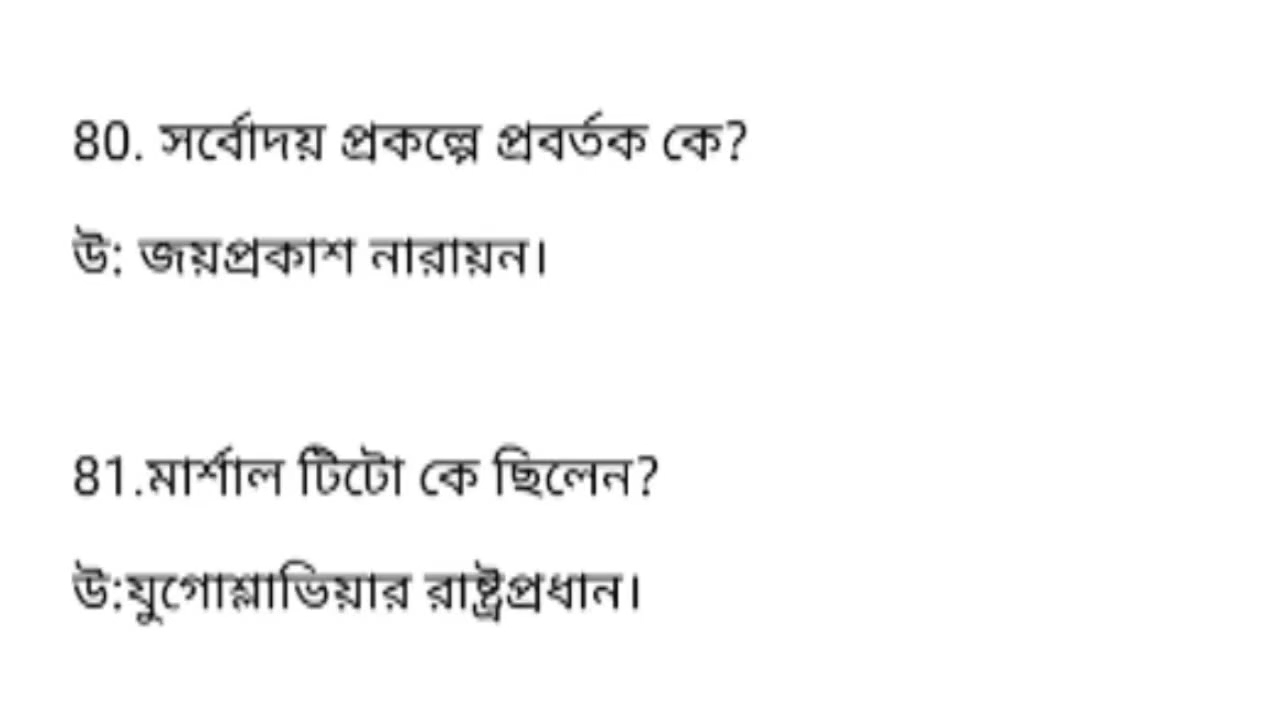 80. সর্বোদয় প্রকল্পে প্রবর্তক কে?
উ: জয়প্রকাশ নারায়ন।
81.মার্শাল টিটো কে ছিলেন?
উ:যুগোশ্লাভিয়ার রাষ্ট্রপ্রধান।